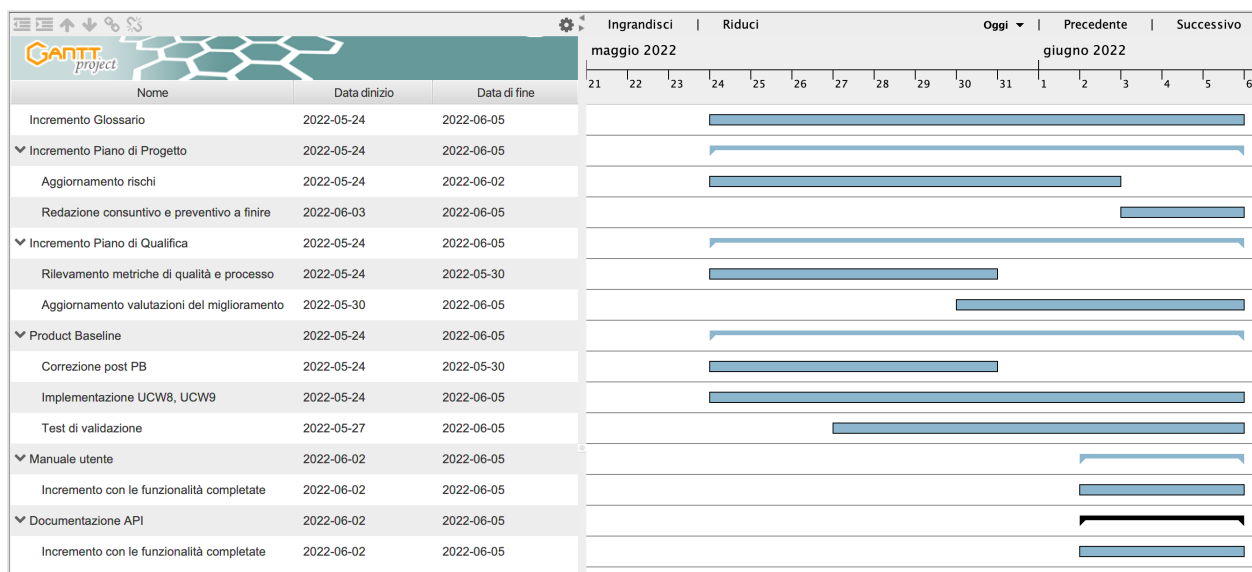 Ingrandisci | Riduci Oggi | Precedente | Successivo
GANTT project
maggio 2022 giugno 2022
21 22 23 24 25 26 27 28 29 30 31 1 2 3 4 5 6
Nome Data dinizio Data di fine
Incremento Glossario 2022-05-24 2022-06-05
Incremento Piano di Progetto 2022-05-24 2022-06-05
Aggiornamento rischi 2022-05-24 2022-06-02
Redazione consuntivo e preventivo a finire 2022-06-03 2022-06-05
Incremento Piano di Qualifica 2022-05-24 2022-06-05
Rilevamento metriche di qualità e processo 2022-05-24 2022-05-30
Aggiornamento valutazioni del miglioramento 2022-05-30 2022-06-05
Product Baseline 2022-05-24 2022-06-05
Correzione post PB 2022-05-24 2022-05-30
Implementazione UCW8, UCW9 2022-05-24 2022-06-05
Test di validazione 2022-05-27 2022-06-05
Manuale utente 2022-06-02 2022-06-05
Incremento con le funzionalità completate 2022-06-02 2022-06-05
Documentazione API 2022-06-02 2022-06-05
Incremento con le funzionalità completate 2022-06-02 2022-06-05